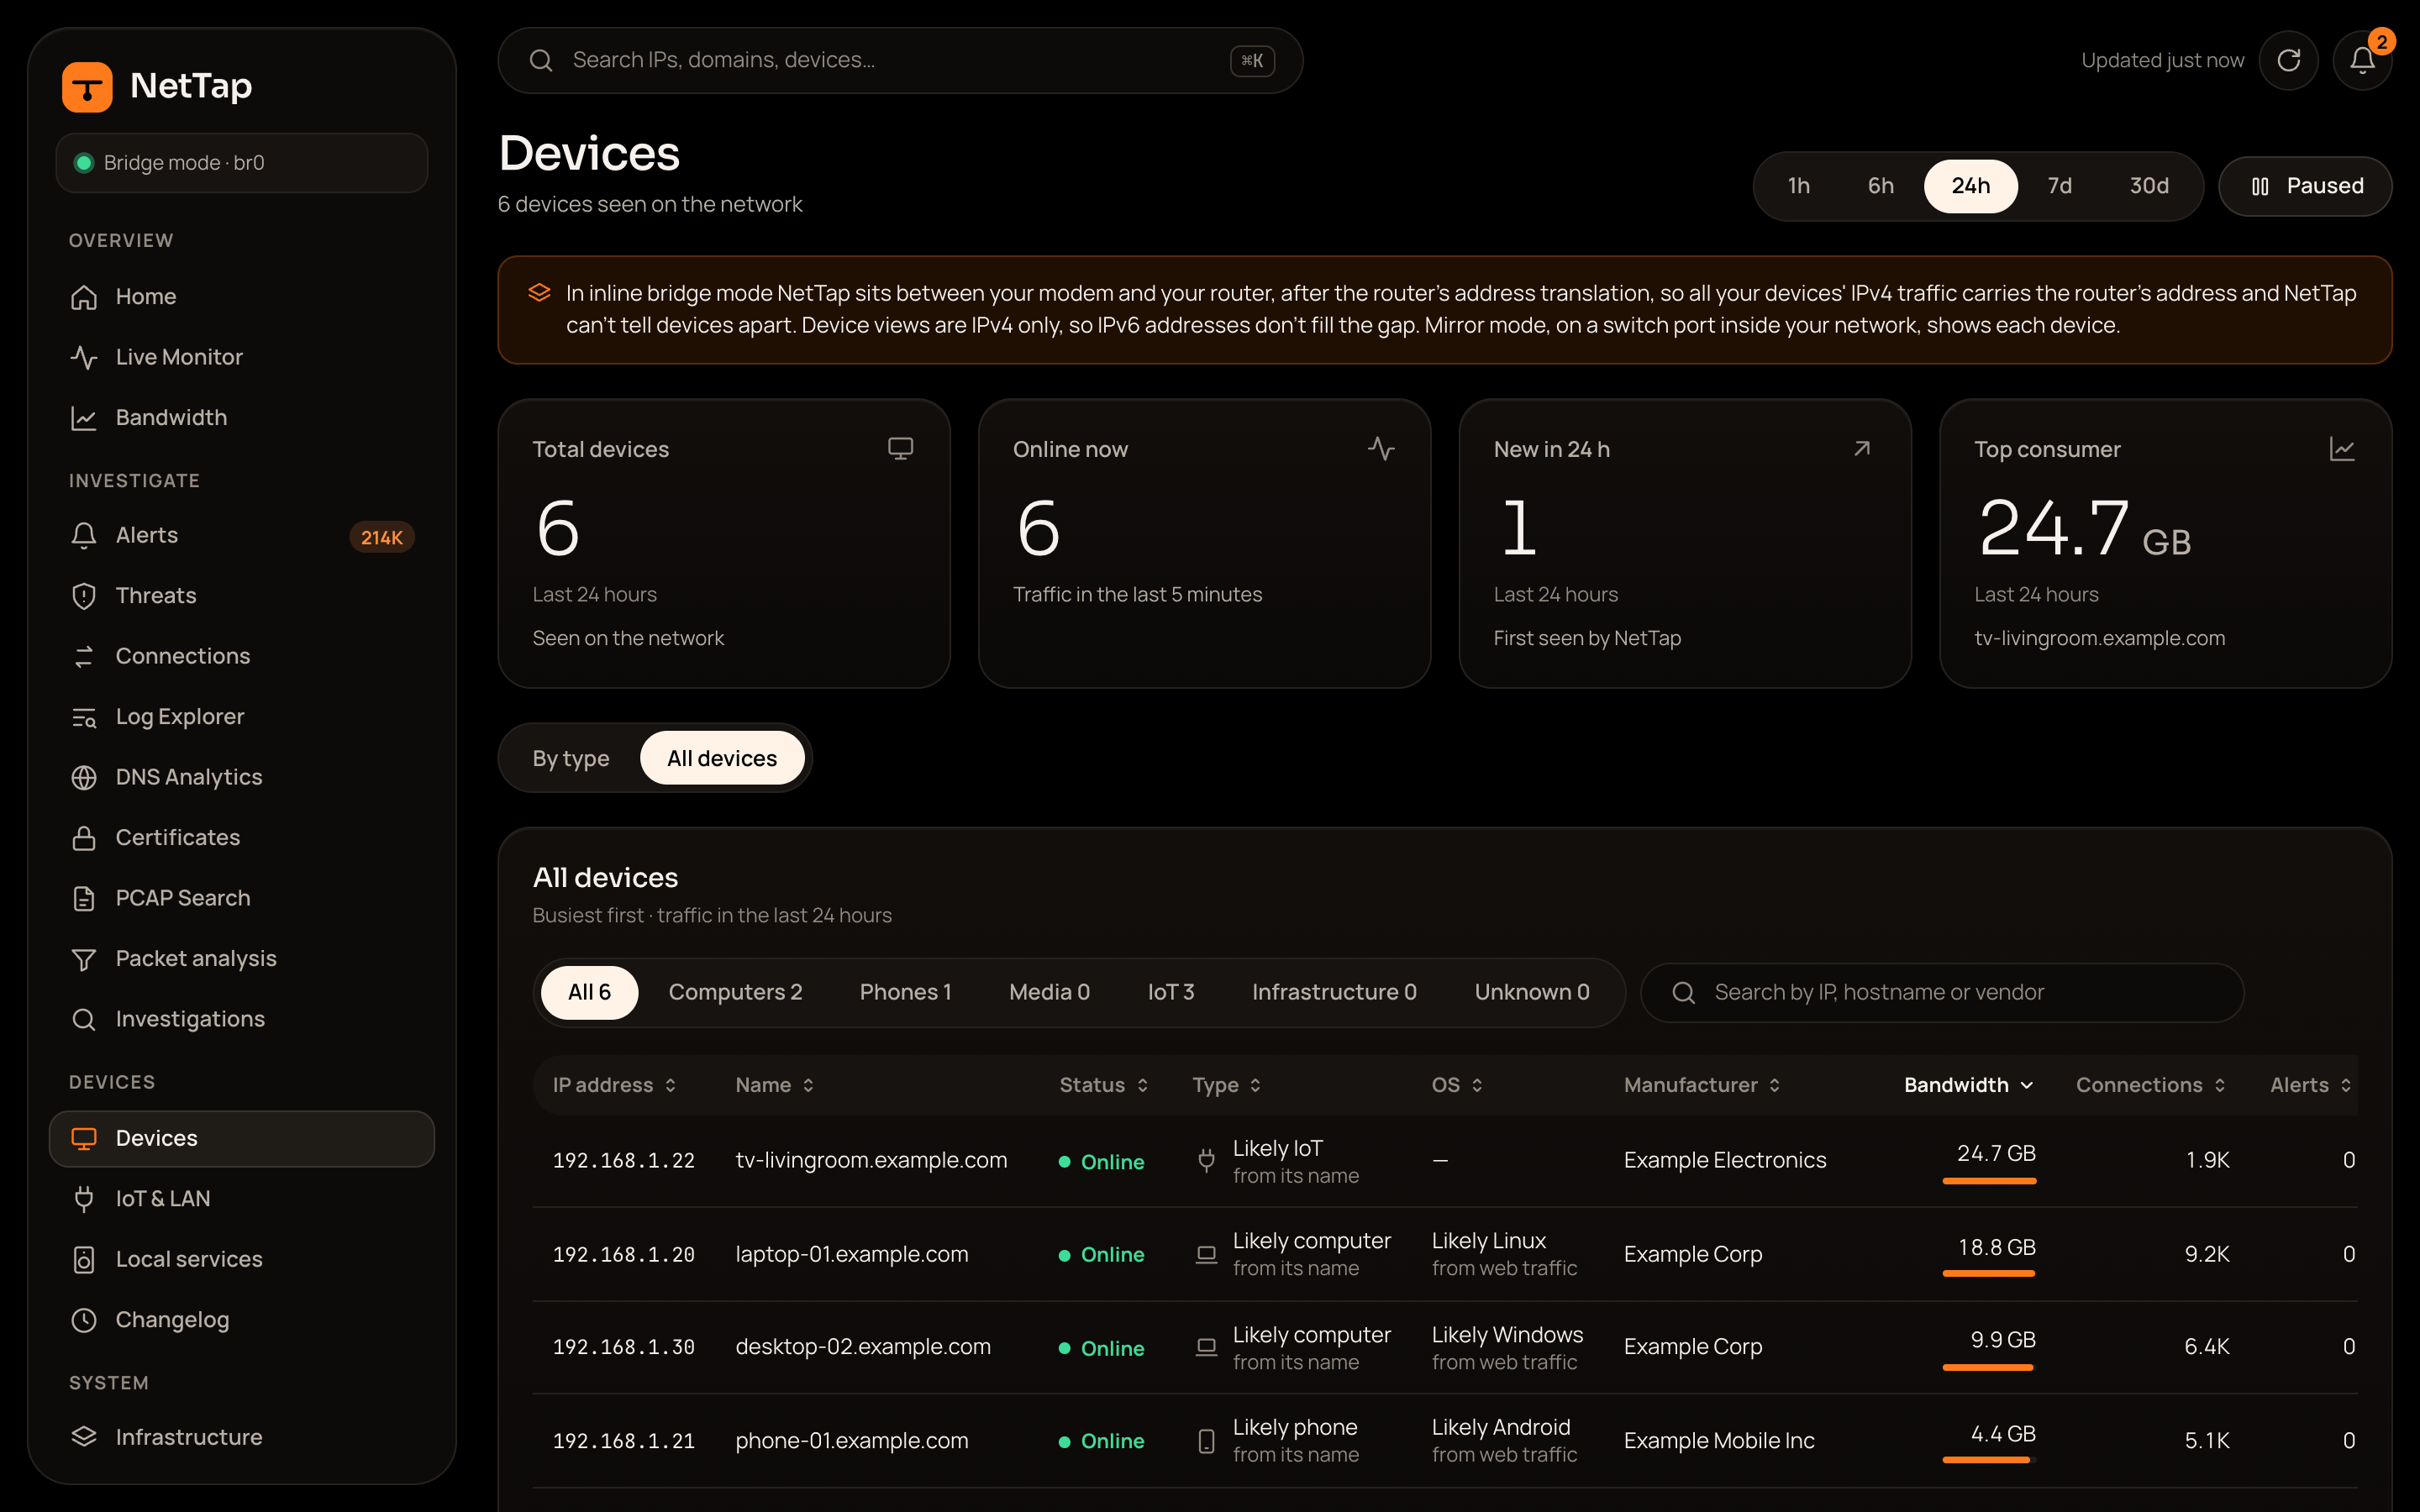 NetTap
Bridge mode · br0
OVERVIEW
Home
Live Monitor
Bandwidth
INVESTIGATE
Alerts 214K
Threats
Connections
Log Explorer
DNS Analytics
Certificates
PCAP Search
Packet analysis
Investigations
DEVICES
Devices
IoT & LAN
Local services
Changelog
SYSTEM
Infrastructure
Search IPs, domains, devices… ⌘K
Updated just now 2
Devices
6 devices seen on the network
1h 6h 24h 7d 30d Paused
In inline bridge mode NetTap sits between your modem and your router, after the router’s address translation, so all your devices' IPv4 traffic carries the router’s address and NetTap
can’t tell devices apart. Device views are IPv4 only, so IPv6 addresses don’t fill the gap. Mirror mode, on a switch port inside your network, shows each device.
Total devices
6
Last 24 hours
Seen on the network
Online now
6
Traffic in the last 5 minutes
New in 24 h
1
Last 24 hours
First seen by NetTap
Top consumer
24.7 GB
Last 24 hours
tv-livingroom.example.com
By type All devices
All devices
Busiest first · traffic in the last 24 hours
All 6 Computers 2 Phones 1 Media 0 IoT 3 Infrastructure 0 Unknown 0 Search by IP, hostname or vendor
IP address Name Status Type OS Manufacturer Bandwidth Connections Alerts
192.168.1.22 tv-livingroom.example.com Online Likely IoT — Example Electronics 24.7 GB 1.9K 0
from its name
192.168.1.20 laptop-01.example.com Online Likely computer Likely Linux Example Corp 18.8 GB 9.2K 0
from its name from web traffic
192.168.1.30 desktop-02.example.com Online Likely computer Likely Windows Example Corp 9.9 GB 6.4K 0
from its name from web traffic
192.168.1.21 phone-01.example.com Online Likely phone Likely Android Example Mobile Inc 4.4 GB 5.1K 0
from its name from web traffic